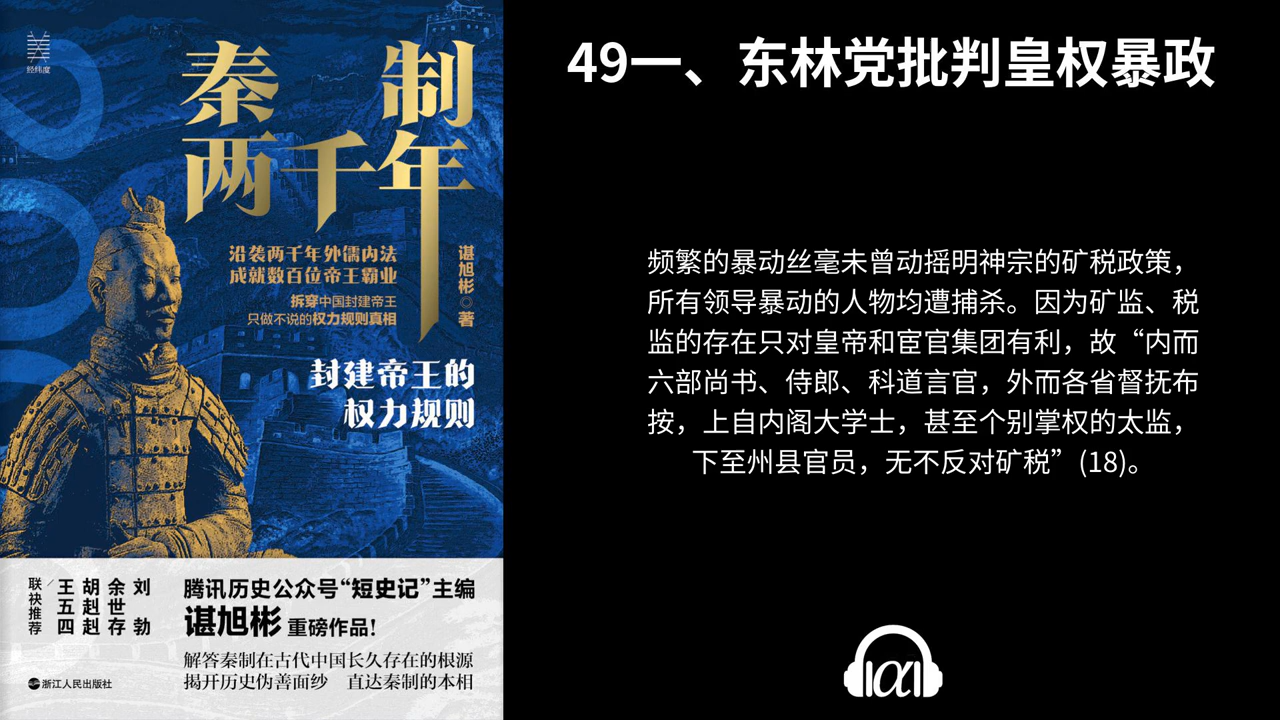 经纬度
秦制
两千年
沿袭两千年外儒内法
成就数百位帝王霸业
拆穿中国封建帝王
只做不说的权力规则真相
谌旭彬◎著
封建帝王的
权力规则
联袂推荐
王五四
胡赳赳
余世存
刘勃
腾讯历史公众号“短史记”主编
谌旭彬 重磅作品!
解答秦制在古代中国长久存在的根源
揭开历史伪善面纱 直达秦制的本相
浙江人民出版社
49一、东林党批判皇权暴政
频繁的暴动丝毫未曾动摇明神宗的矿税政策，
所有领导暴动的人物均遭捕杀。因为矿监、税
监的存在只对皇帝和宦官集团有利，故“内而
六部尚书、侍郎、科道言官，外而各省督抚布
按，上自内阁大学士，甚至个别掌权的太监，
下至州县官员，无不反对矿税”(18)。